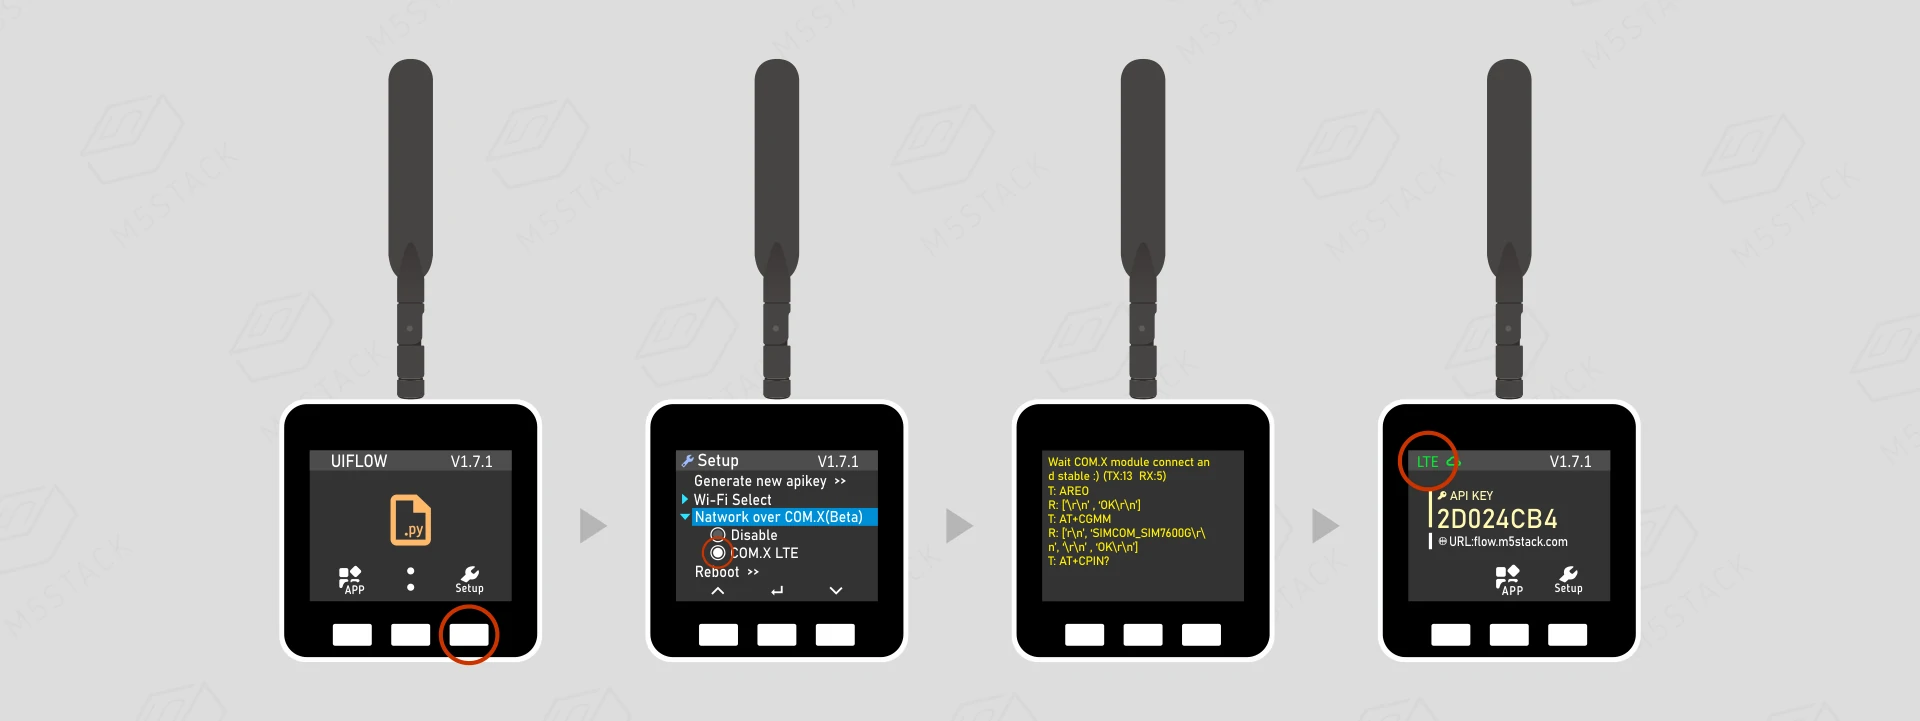 UIFLOW V1.7.1
.py
APP
Setup
Setup V1.7.1
Generate new apikey >>
Wi-Fi Select
Natwork over COM.X(Beta)
Disable
COM.X LTE
Reboot >>
Wait COM.X module connect an
d stable :) (TX:13 RX:5)
T: AREO
R: ['\r\n' , 'OK\r\n']
T: AT+CGMM
R: ['r\n', 'SIMCOM_SIM7600G\r\
n', '\r\n' , 'OK\r\n']
T: AT+CPIN?
LTE V1.7.1
API KEY
2D024CB4
URL:flow.m5stack.com
APP
Setup
M5STACK